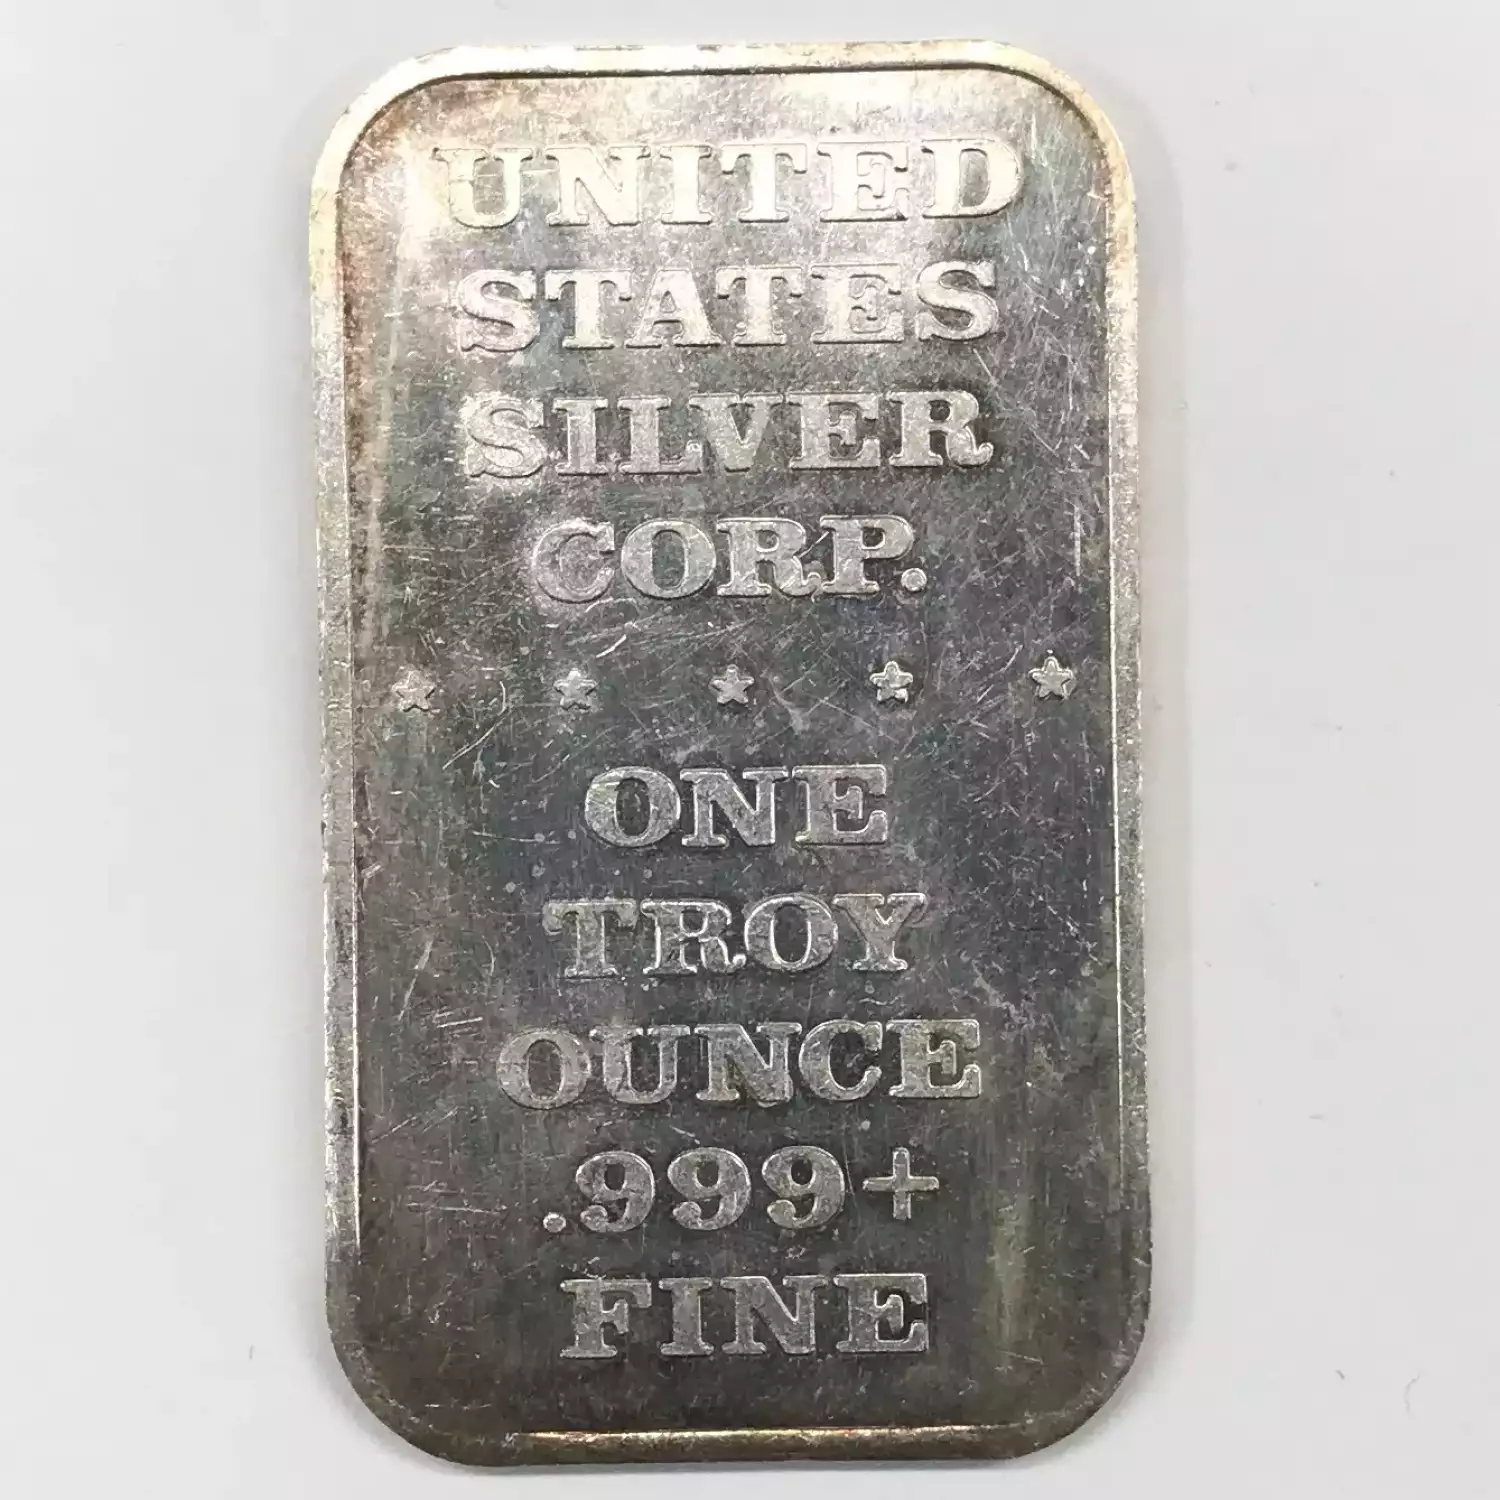 UNITED
STATES
SILVER
CORP.
ONE
TROY
OUNCE
.999+
FINE